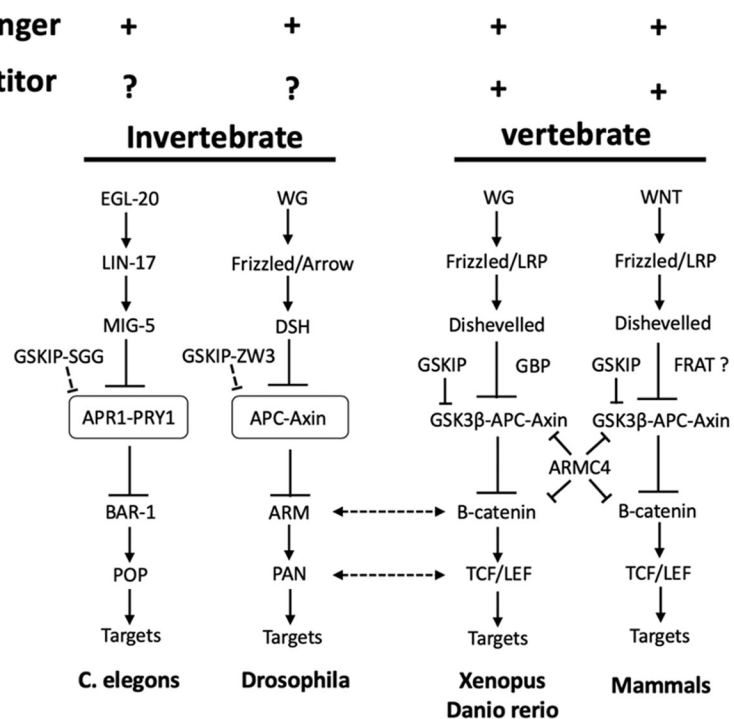 nger + + + +
titor ? ? + +
Invertebrate vertebrate
EGL-20 WG WG WNT
LIN-17 Frizzled/Arrow Frizzled/LRP Frizzled/LRP
MIG-5 DSH Dishevelled Dishevelled
GSKIP-SGG GSKIP-ZW3 GSKIP GBP GSKIP FRAT ?
APR1-PRY1 APC-Axin GSK3β-APC-Axin GSK3β-APC-Axin
ARMC4
BAR-1 ARM B-catenin B-catenin
POP PAN TCF/LEF TCF/LEF
Targets Targets Targets Targets
C. elegons Drosophila Xenopus Mammals
Danio rerio